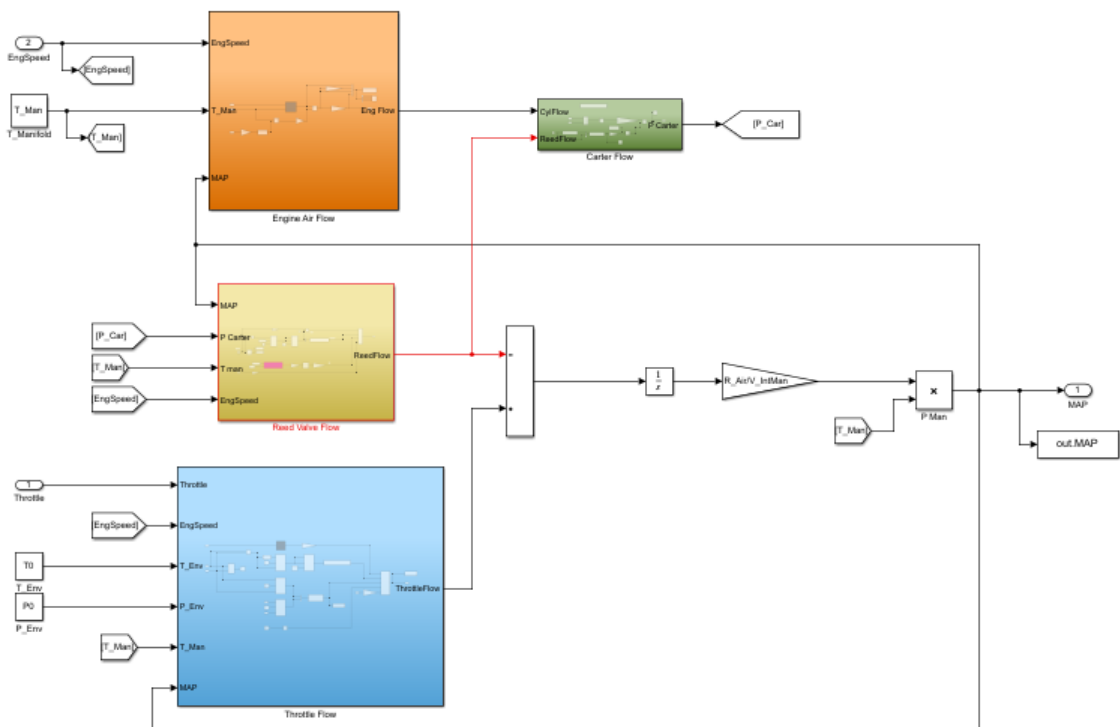 2
EngSpeed
[EngSpeed]
T_Man
T_Manifold
[T_Man]
EngSpeed
T_Man
MAP
Eng Flow
Engine Air Flow
CylFlow
ReedFlow
P Carter
Carter Flow
[P_Car]
[P_Car]
[T_Man]
[EngSpeed]
MAP
P Carter
T man
EngSpeed
ReedFlow
Reed Valve Flow
-
+
1
z
R_Air/V_IntMan
[T_Man]
×
P Man
1
MAP
out.MAP
1
Throttle
[EngSpeed]
T0
T_Env
P0
P_Env
[T_Man]
Throttle
EngSpeed
T_Env
P_Env
T_Man
MAP
ThrottleFlow
Throttle Flow